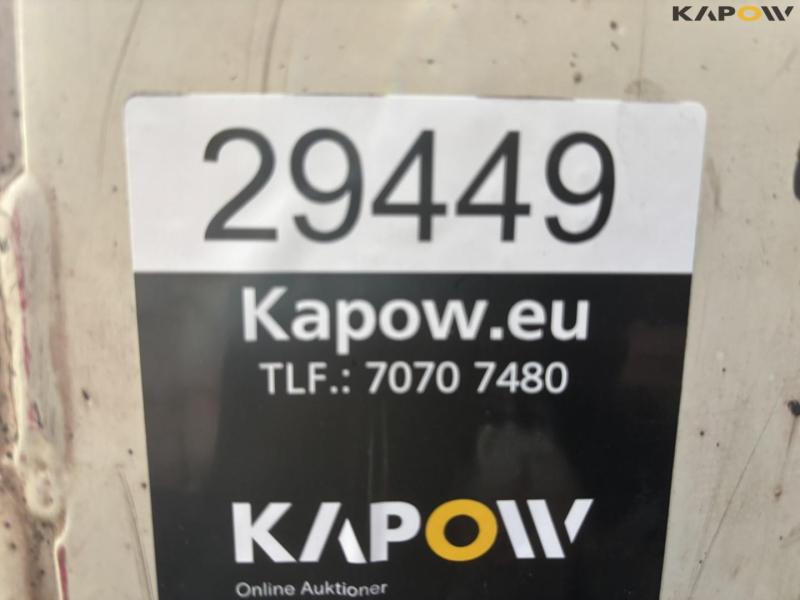 KAPOW
29449
Kapow.eu
TLF.: 7070 7480
KAPOW
Online Auktioner